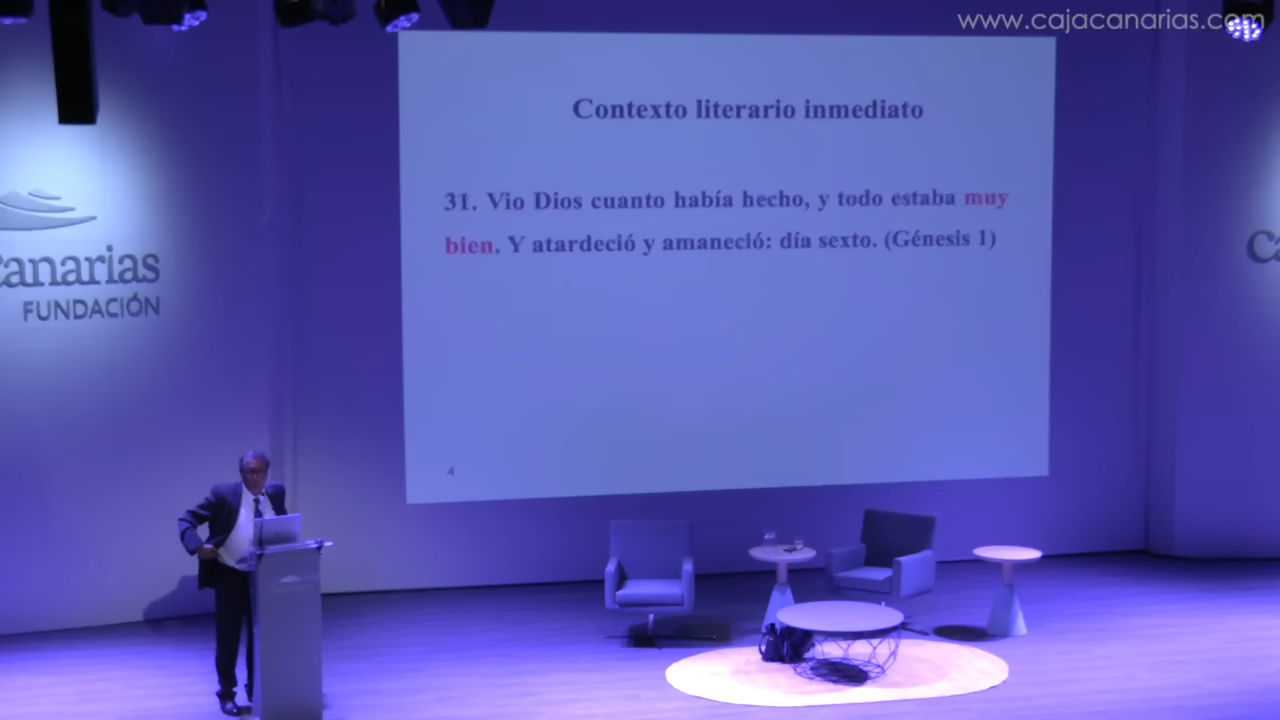 www.cajacanarias.com
Contexto literario inmediato
31. Vio Dios cuanto había hecho, y todo estaba muy
bien. Y atardeció y amaneció: día sexto. (Génesis 1)
4
canarias
FUNDACIÓN
Ca